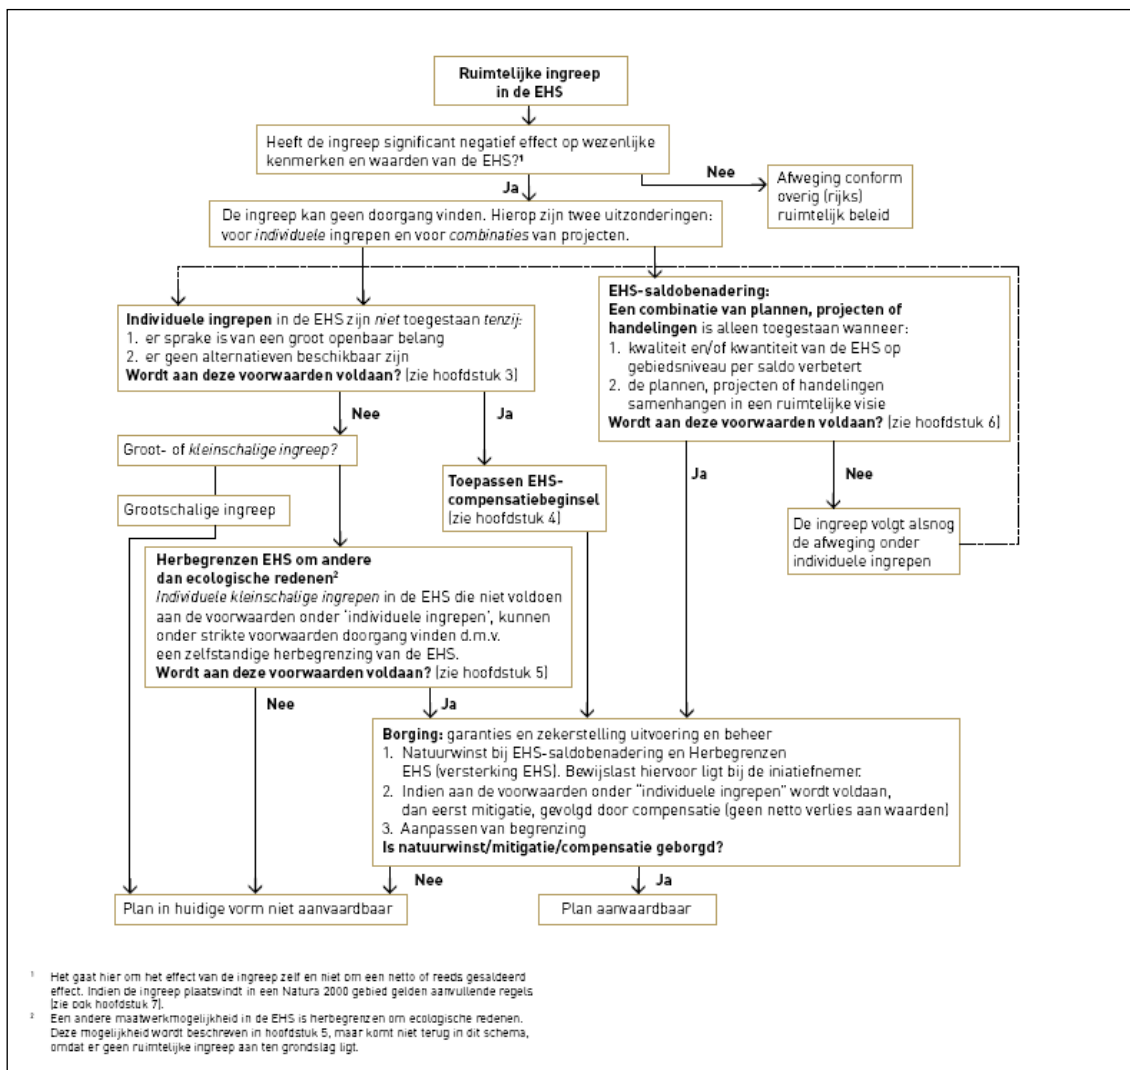 Ruimtelijke ingreep
in de EHS
Heeft de ingreep significant negatief effect op wezenlijke
kenmerken en waarden van de EHS?¹
Nee
Afweging conform
overig (rijks)
ruimtelijk beleid
Ja
De ingreep kan geen doorgang vinden. Hierop zijn twee uitzonderingen:
voor individuele ingrepen en voor combinaties van projecten.
Individuele ingrepen in de EHS zijn niet toegestaan tenzij:
1. er sprake is van een groot openbaar belang
2. er geen alternatieven beschikbaar zijn
Wordt aan deze voorwaarden voldaan? (zie hoofdstuk 3)
EHS-saldobenadering:
Een combinatie van plannen, projecten of
handelingen is alleen toegestaan wanneer:
1. kwaliteit en/of kwantiteit van de EHS op
gebiedsniveau per saldo verbetert
2. de plannen, projecten of handelingen
samenhangen in een ruimtelijke visie
Wordt aan deze voorwaarden voldaan? (zie hoofdstuk 6)
Nee
Ja
Groot- of kleinschalige ingreep?
Grootschalige ingreep
Toepassen EHS-
compensatiebeginsel
(zie hoofdstuk 4)
Ja
Nee
De ingreep volgt alsnog
de afweging onder
individuele ingrepen
Herbegrenzen EHS om andere
dan ecologische redenen²
Individuele kleinschalige ingrepen in de EHS die niet voldoen
aan de voorwaarden onder 'individuele ingrepen', kunnen
onder strikte voorwaarden doorgang vinden d.m.v.
een zelfstandige herbegrenzing van de EHS.
Wordt aan deze voorwaarden voldaan? (zie hoofdstuk 5)
Nee
Ja
Borging: garanties en zekerstelling uitvoering en beheer
1. Natuurwinst bij EHS-saldobenadering en Herbegrenzen
EHS (versterking EHS). Bewijslast hiervoor ligt bij de iniatiefnemer.
2. Indien aan de voorwaarden onder "individuele ingrepen" wordt voldaan,
dan eerst mitigatie, gevolgd door compensatie (geen netto verlies aan waarden)
3. Aanpassen van begrenzing
Is natuurwinst/mitigatie/compensatie geborgd?
Nee
Ja
Plan in huidige vorm niet aanvaardbaar
Plan aanvaardbaar
¹ Het gaat hier om het effect van de ingreep zelf en niet om een netto of reeds gesaldeerd
effect. Indien de ingreep plaatsvindt in een Natura 2000 gebied gelden aanvullende regels
(zie ook hoofdstuk 7).
² Een andere maatwerkmogelijkheid in de EHS is herbegrenzen om ecologische redenen.
Deze mogelijkheid wordt beschreven in hoofdstuk 5, maar komt niet terug in dit schema,
omdat er geen ruimtelijke ingreep aan ten grondslag ligt.